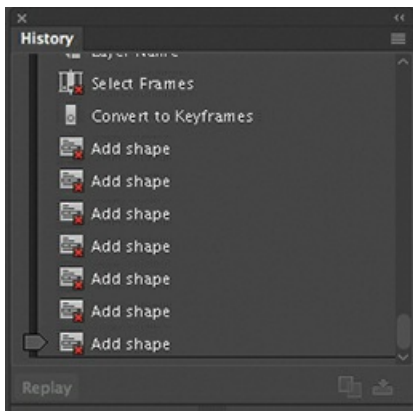 History
Select Frames
Convert to Keyframes
Add shape
Add shape
Add shape
Add shape
Add shape
Add shape
Add shape
Replay